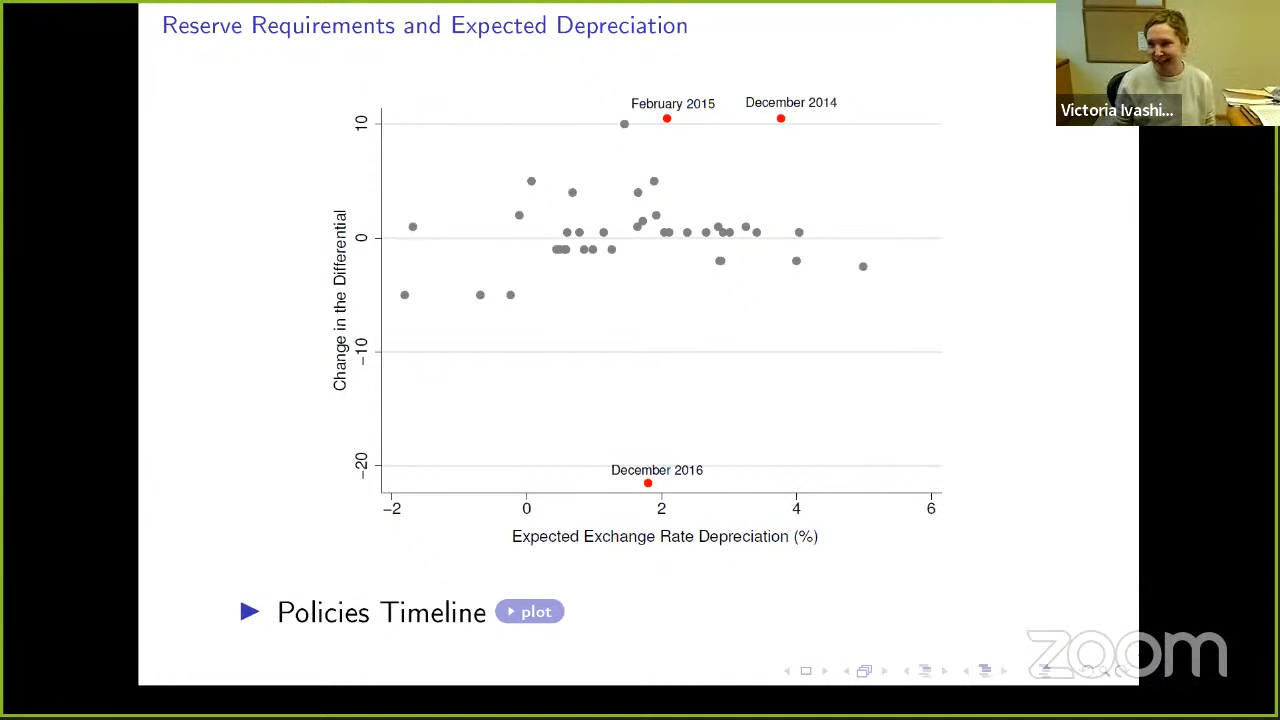 Reserve Requirements and Expected Depreciation
Victoria Ivashi...
February 2015
December 2014
10
0
−10
−20
Change in the Differential
December 2016
−2 0 2 4 6
Expected Exchange Rate Depreciation (%)
Policies Timeline plot
zoom